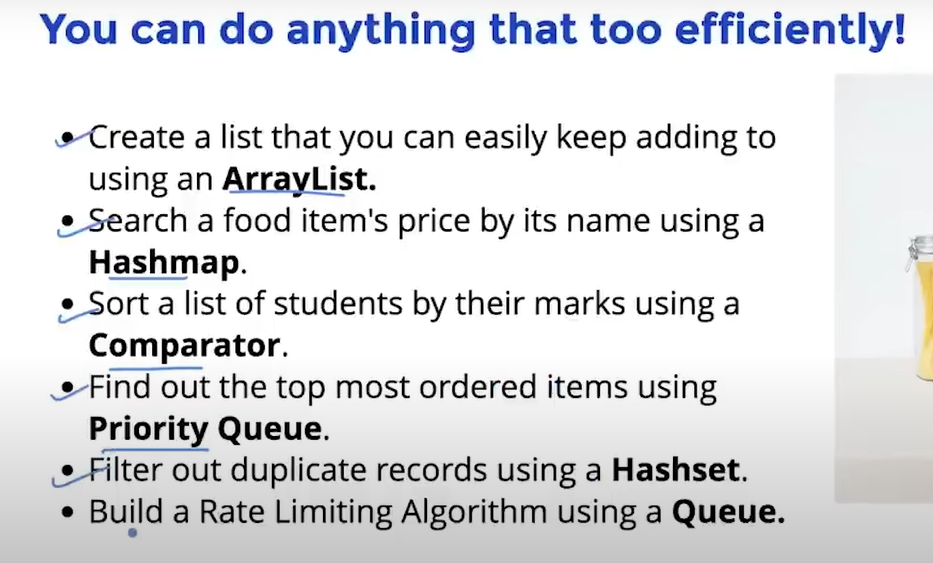 You can do anything that too efficiently!
• Create a list that you can easily keep adding to
using an ArrayList.
• Search a food item's price by its name using a
Hashmap.
• Sort a list of students by their marks using a
Comparator.
• Find out the top most ordered items using
Priority Queue.
• Filter out duplicate records using a Hashset.
• Build a Rate Limiting Algorithm using a Queue.